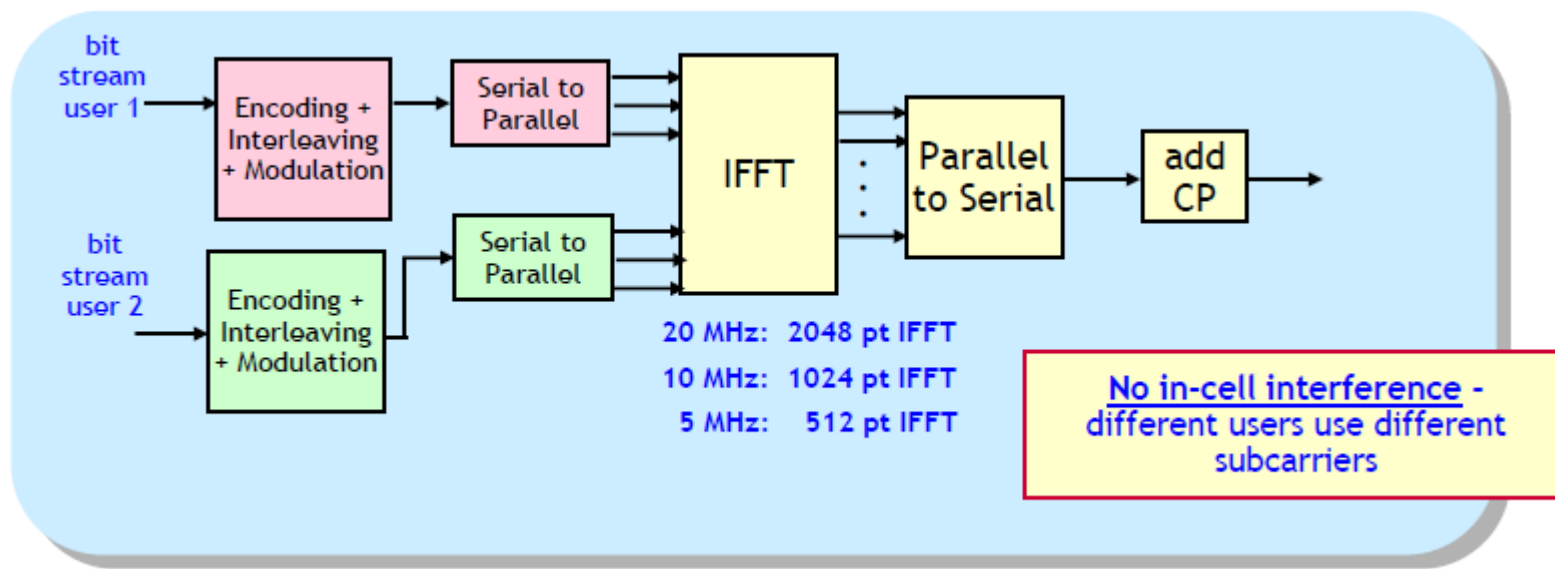 bit
stream
user 1
Encoding +
Interleaving
+ Modulation
Serial to
Parallel
IFFT
Parallel
to Serial
add
CP
bit
stream
user 2
Encoding +
Interleaving
+ Modulation
Serial to
Parallel
20 MHz: 2048 pt IFFT
10 MHz: 1024 pt IFFT
5 MHz: 512 pt IFFT
No in-cell interference -
different users use different
subcarriers